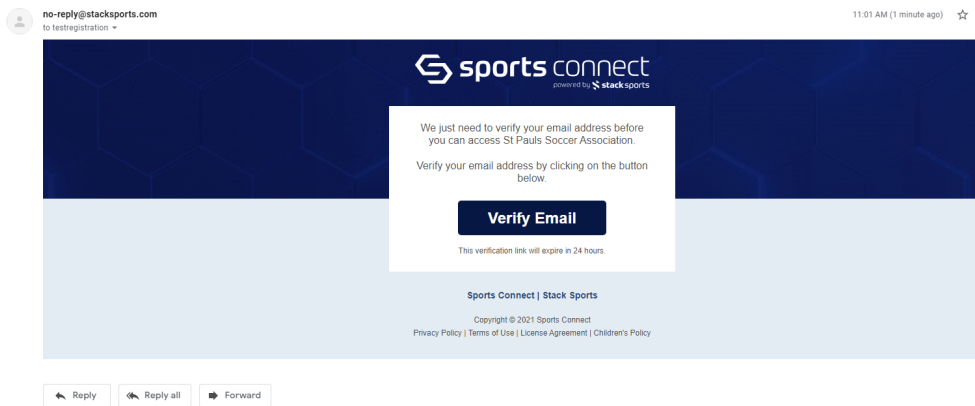 no-reply@stacksports.com
11:01 AM (1 minute ago)
to testregistration
sports connect
powered by stack sports
We just need to verify your email address before
you can access St Pauls Soccer Association.
Verify your email address by clicking on the button
below.
Verify Email
This verification link will expire in 24 hours.
Sports Connect | Stack Sports
Copyright © 2021 Sports Connect
Privacy Policy | Terms of Use | License Agreement | Children's Policy
Reply
Reply all
Forward